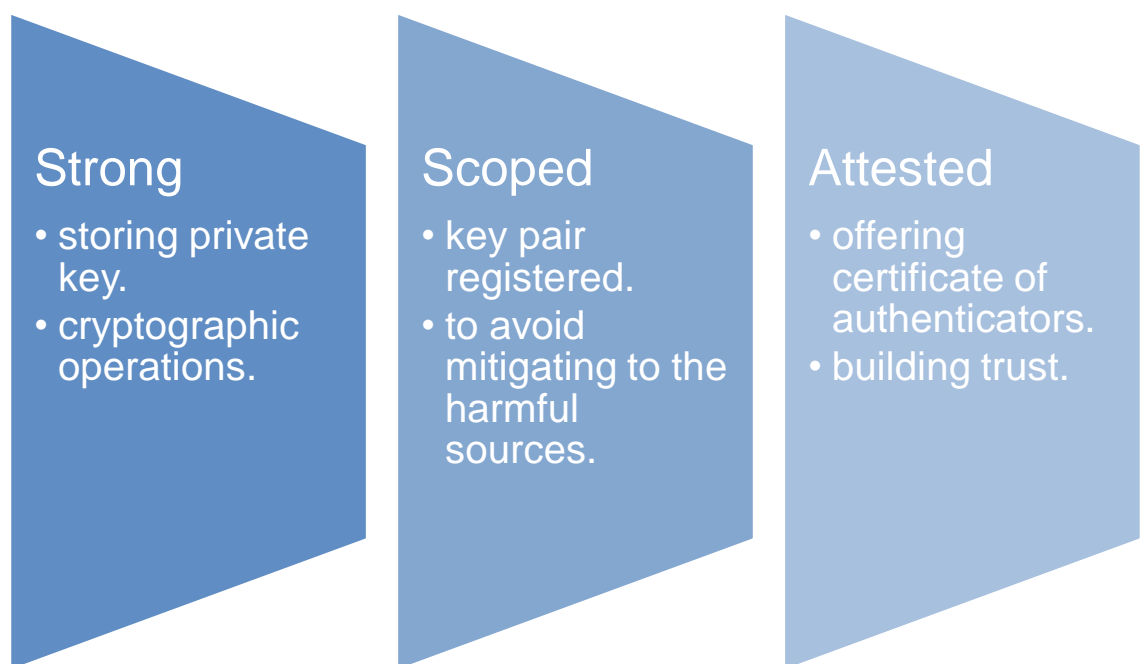 Strong
• storing private
key.
• cryptographic
operations.
Scoped
• key pair
registered.
• to avoid
mitigating to the
harmful
sources.
Attested
• offering
certificate of
authenticators.
• building trust.